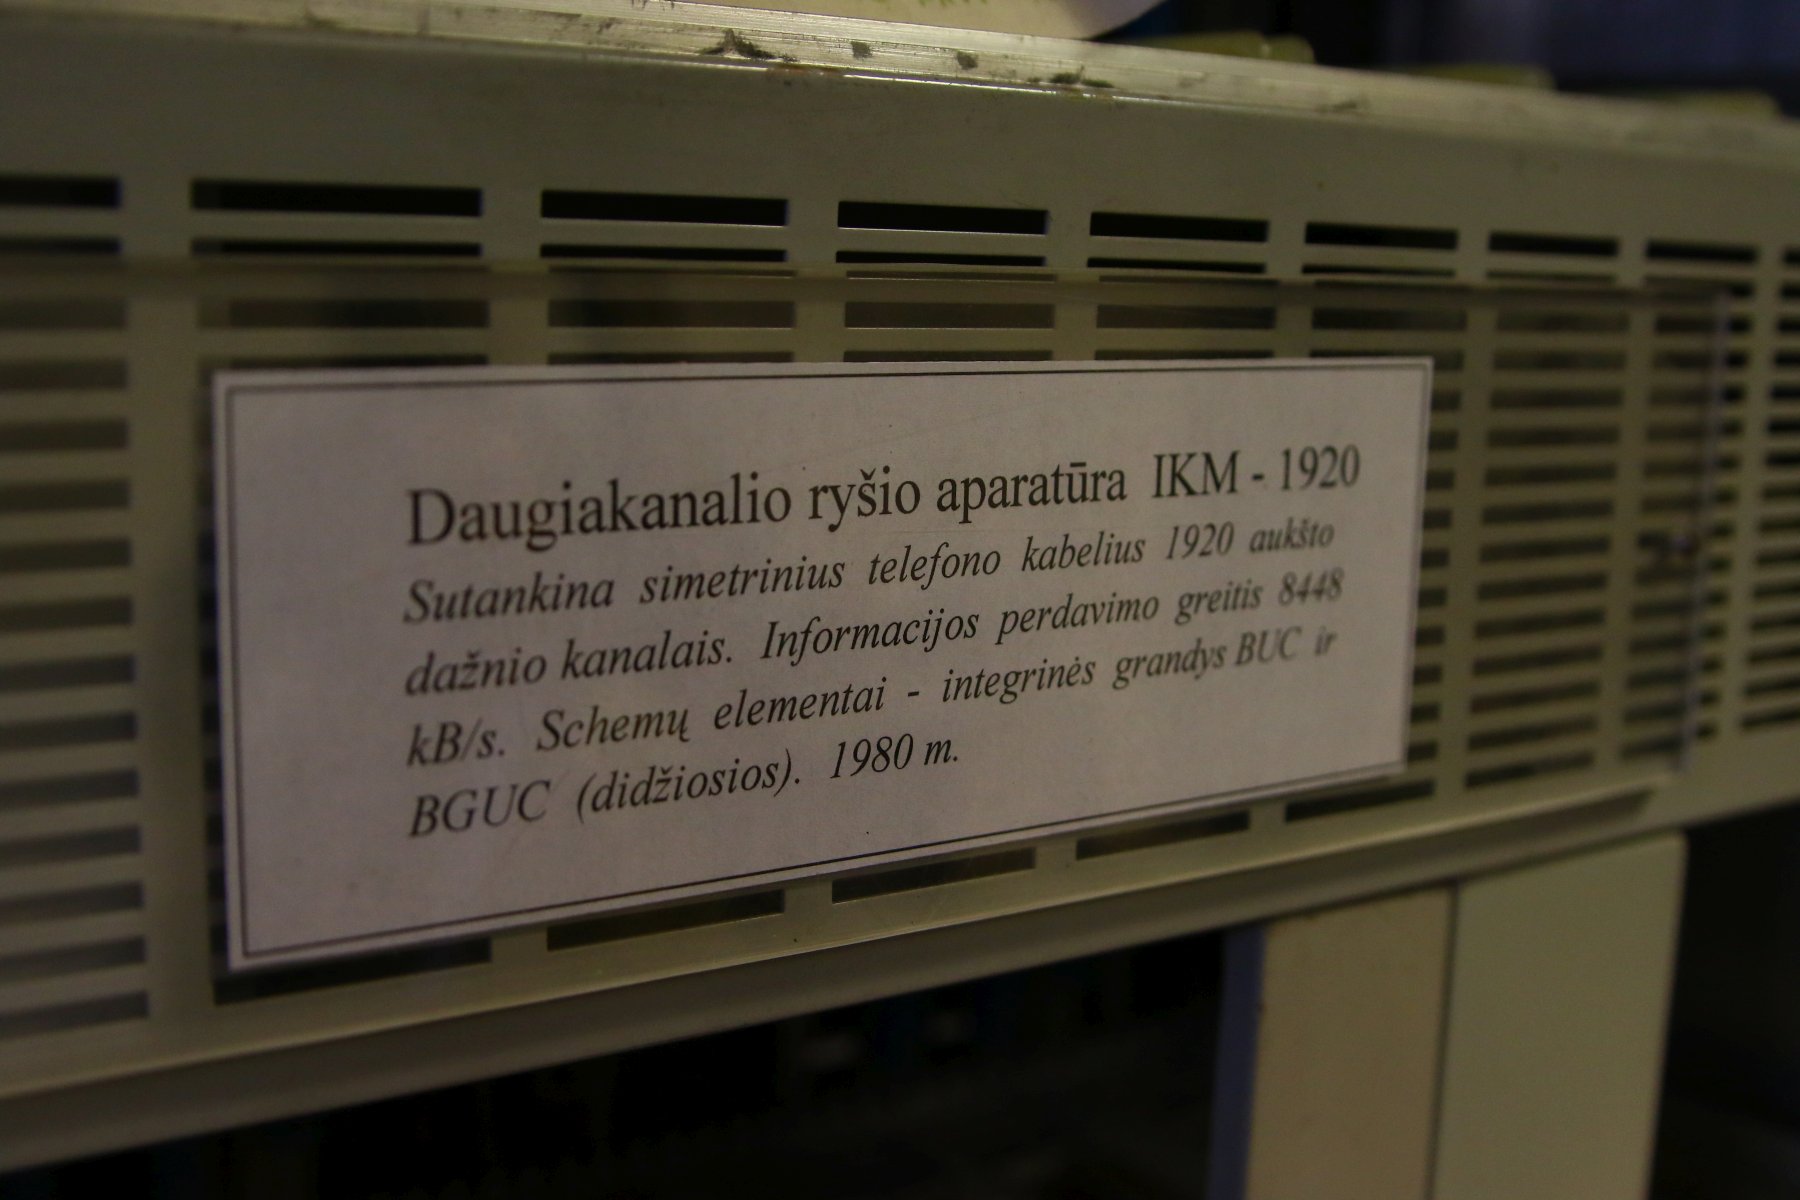 Daugiakanalio ryšio aparatūra IKM - 1920
Sutankina simetrinius telefono kabelius 1920 aukšto
dažnio kanalais. Informacijos perdavimo greitis 8448
kB/s. Schemų elementai - integrinės grandys BUC ir
BGUC (didžiosios). 1980 m.